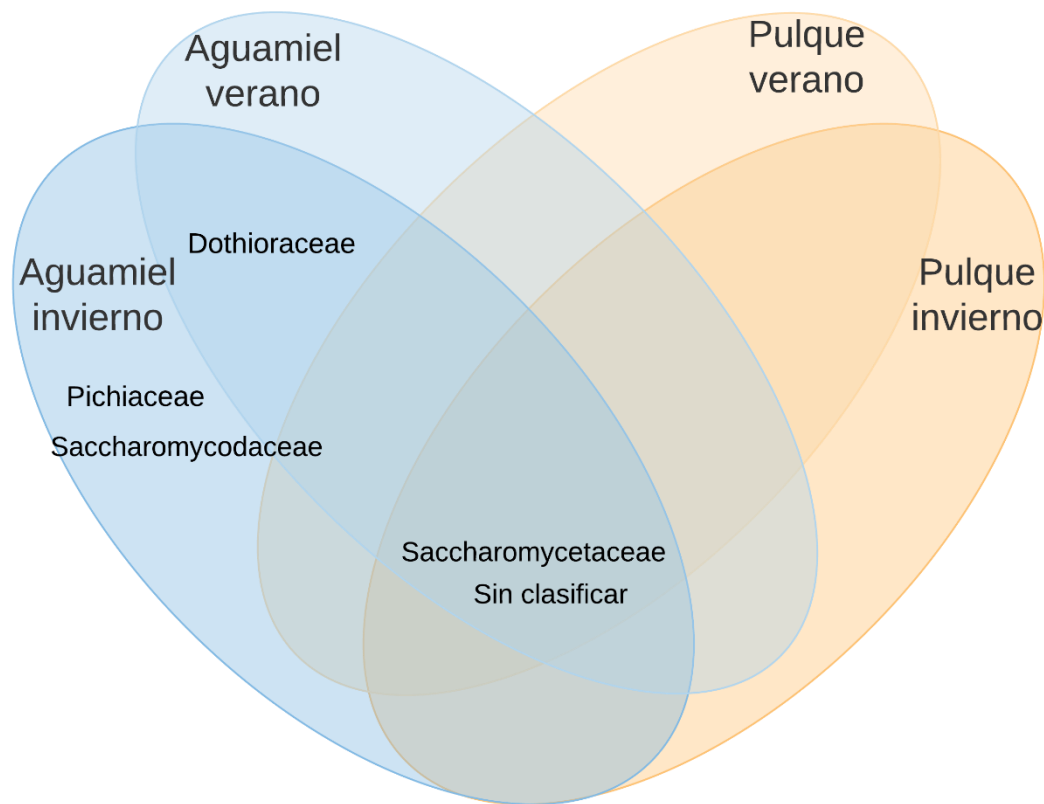 Aguamiel
verano
Pulque
verano
Dothioraceae
Aguamiel
invierno
Pulque
invierno
Pichiaceae
Saccharomycodaceae
Saccharomycetaceae
Sin clasificar